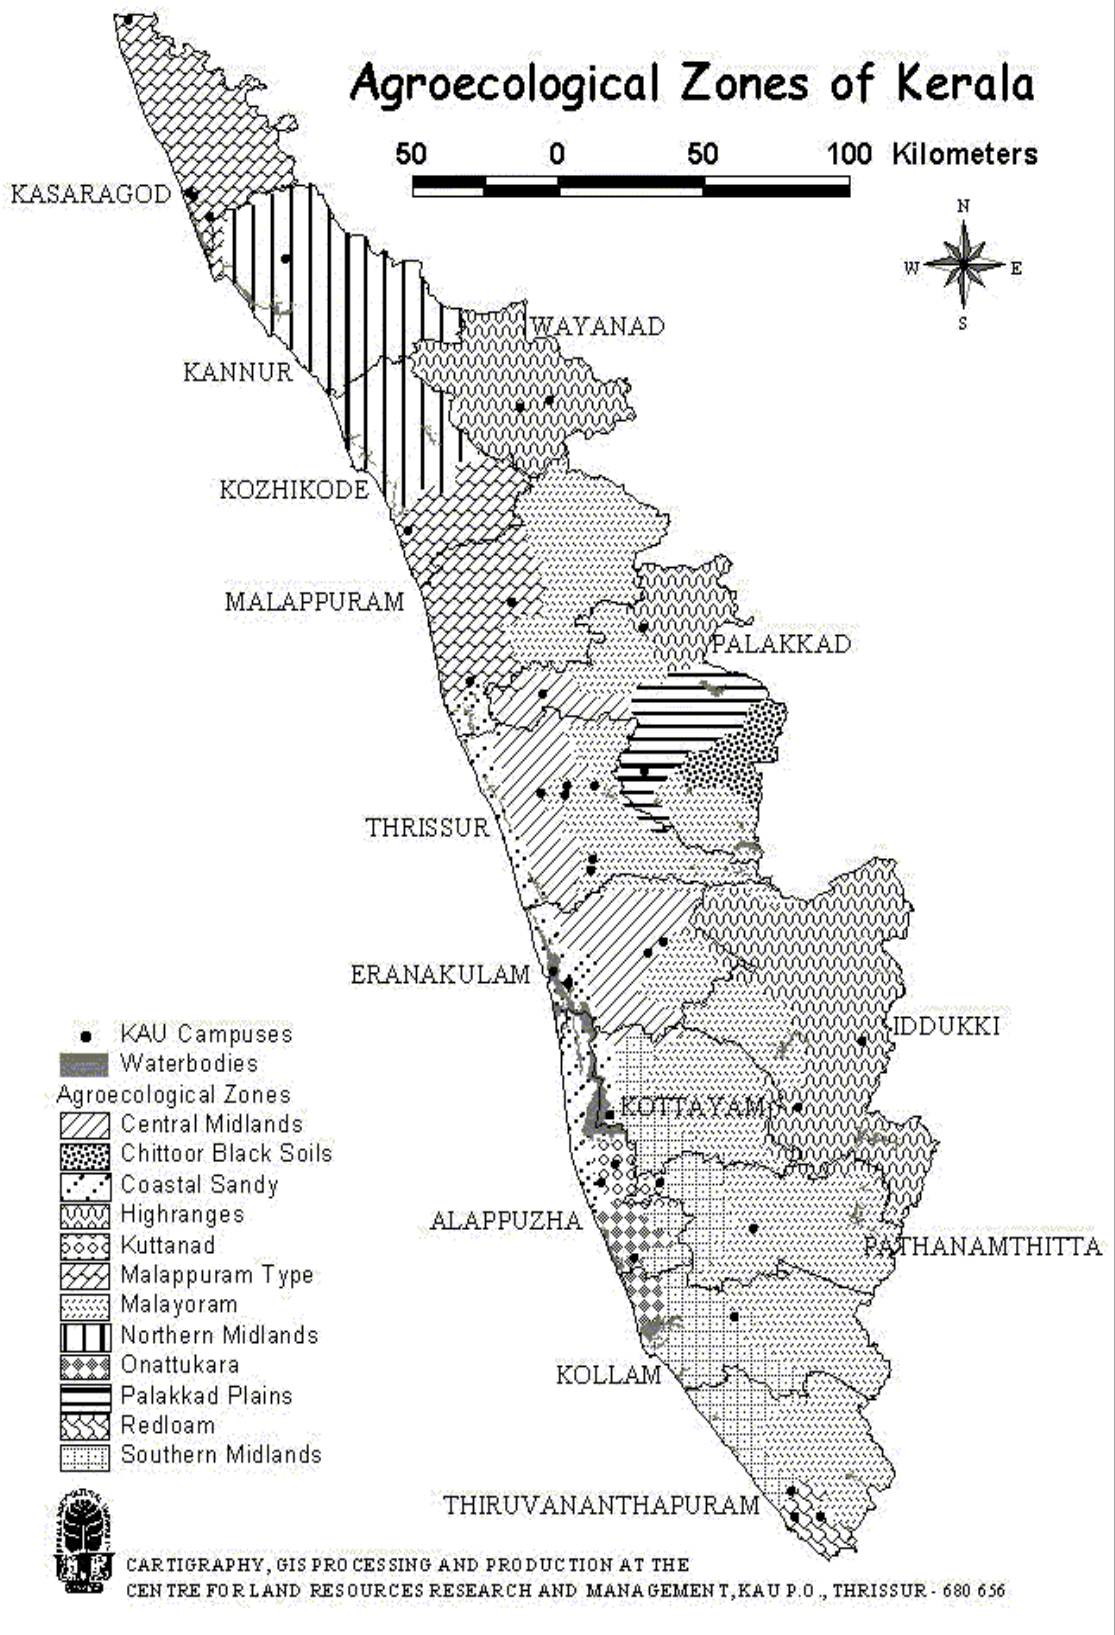 Agroecological Zones of Kerala
50 0 50 100 Kilometers
N
W E
S
KASARAGOD
WAYANAD
KANNUR
KOZHIKODE
MALAPPURAM
PALAKKAD
THRISSUR
ERANAKULAM
IDDUKKI
KOTTAYAM
ALAPPUZHA
PATHANAMTHITTA
KOLLAM
THIRUVANANTHAPURAM
KAU Campuses
Waterbodies
Agroecological Zones
Central Midlands
Chittoor Black Soils
Coastal Sandy
Highranges
Kuttanad
Malappuram Type
Malayoram
Northern Midlands
Onattukara
Palakkad Plains
Redloam
Southern Midlands
CARTIGRAPHY, GIS PROCESSING AND PRODUCTION AT THE
CENTRE FOR LAND RESOURCES RESEARCH AND MANAGEMENT, KAU P.O., THRISSUR - 680 656